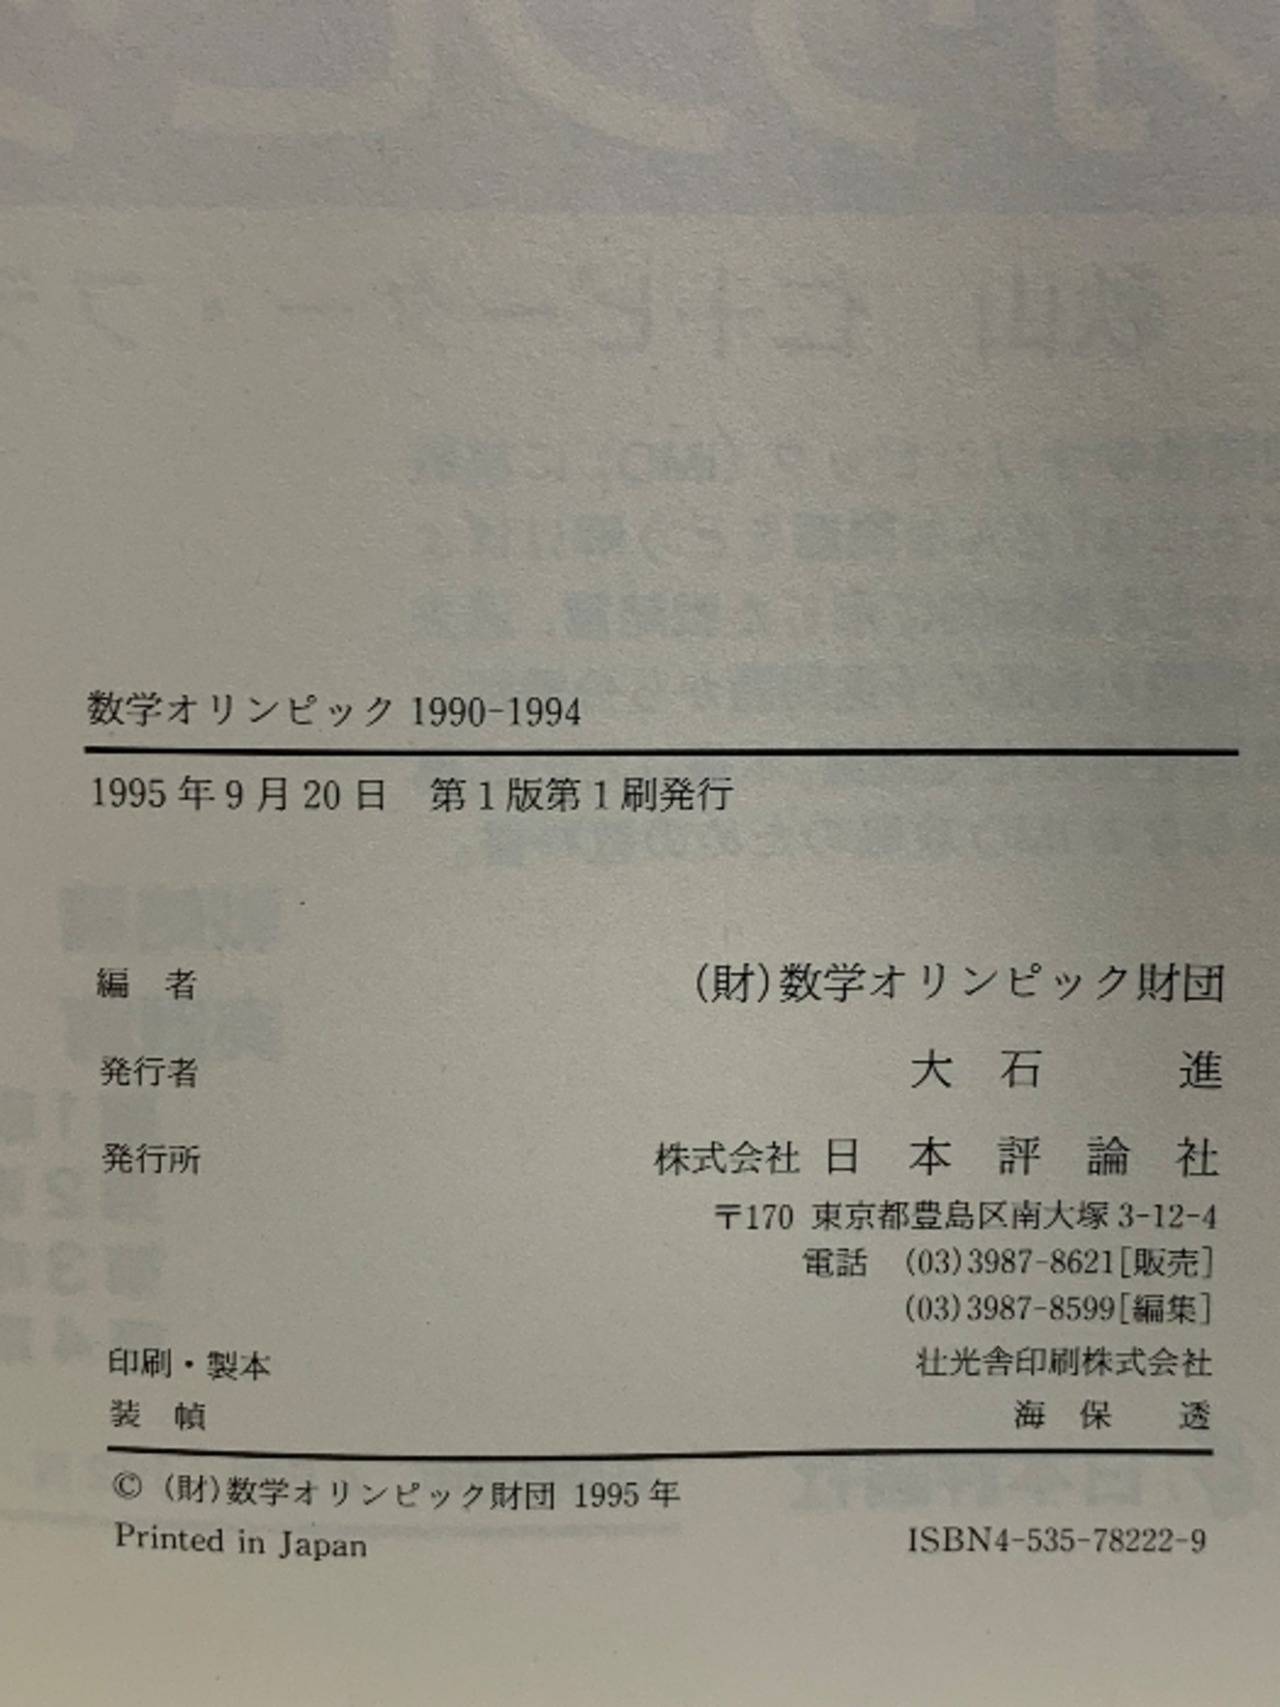 数学オリンピック 1990-1994
1995年9月20日　第1版第1刷発行
編　者　(財)数学オリンピック財団
発行者　大　石　　　進
発行所　株式会社 日　本　評　論　社
〒170 東京都豊島区南大塚 3-12-4
電話　(03)3987-8621[販売]
(03)3987-8599[編集]
印刷・製本　壮光舎印刷株式会社
装　幀　海　保　　透
© (財)数学オリンピック財団 1995年
Printed in Japan　ISBN4-535-78222-9